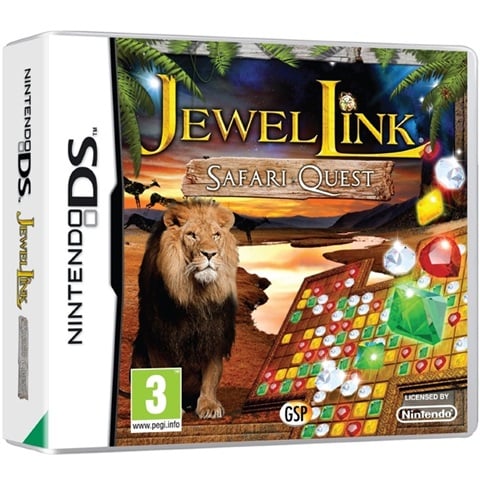 NINTENDO DS.
JEWEL LINK
SAFARI QUEST
NINTENDO DS™
JEWEL LINK
SAFARI QUEST
3
www.pegi.info
GSP
LICENSED BY
Nintendo